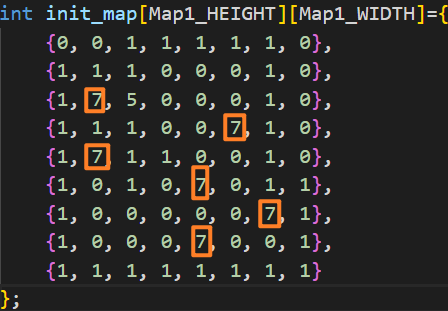 int init_map[Map1_HEIGHT][Map1_WIDTH]={
{0, 0, 1, 1, 1, 1, 1, 0},
{1, 1, 1, 0, 0, 0, 1, 0},
{1, 7, 5, 0, 0, 0, 1, 0},
{1, 1, 1, 0, 0, 7, 1, 0},
{1, 7, 1, 1, 0, 0, 1, 0},
{1, 0, 1, 0, 7, 0, 1, 1},
{1, 0, 0, 0, 0, 0, 7, 1},
{1, 0, 0, 0, 7, 0, 0, 1},
{1, 1, 1, 1, 1, 1, 1, 1}
};